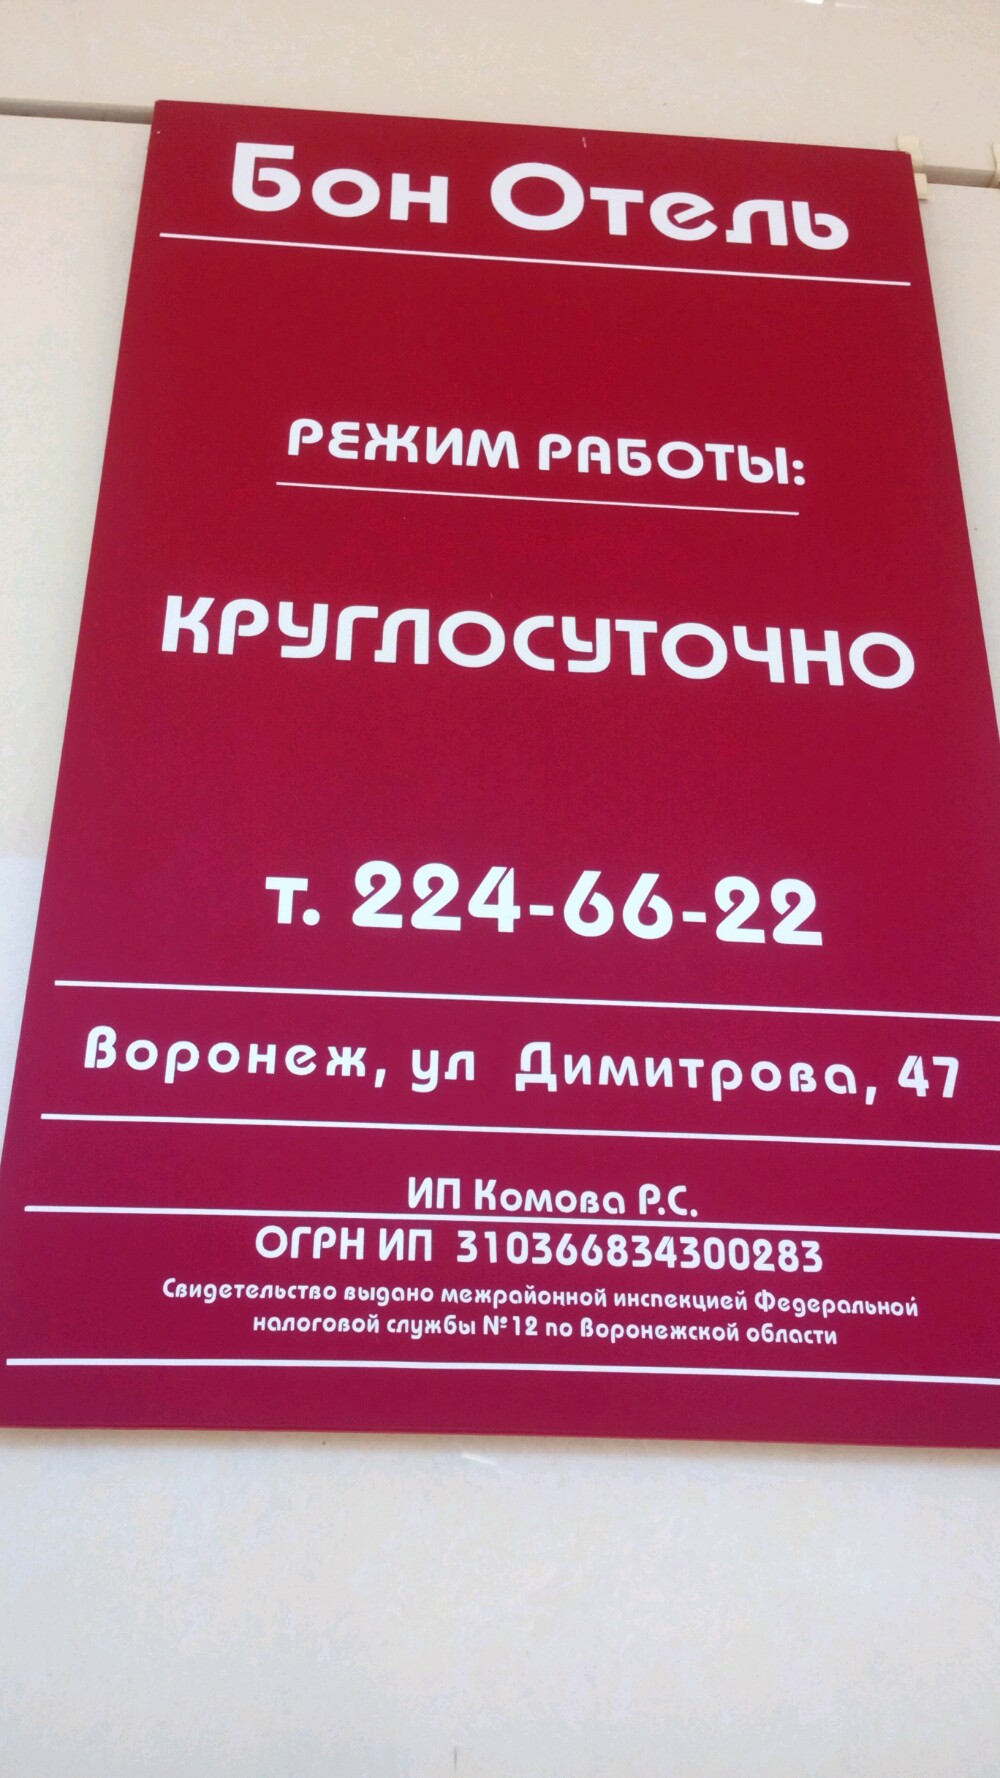 Бон Отель
РЕЖИМ РАБОТЫ:
КРУГЛОСУТОЧНО
т. 224-66-22
Воронеж, ул Димитрова, 47
ИП Комова Р.С.
ОГРН ИП 310366834300283
Свидетельство выдано межрайонной инспекцией Федеральной
налоговой службы №12 по Воронежской области